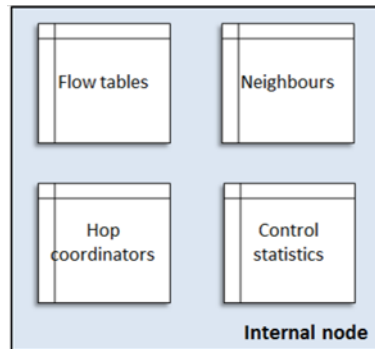 Flow tables
Neighbours
Hop
coordinators
Control
statistics
Internal node